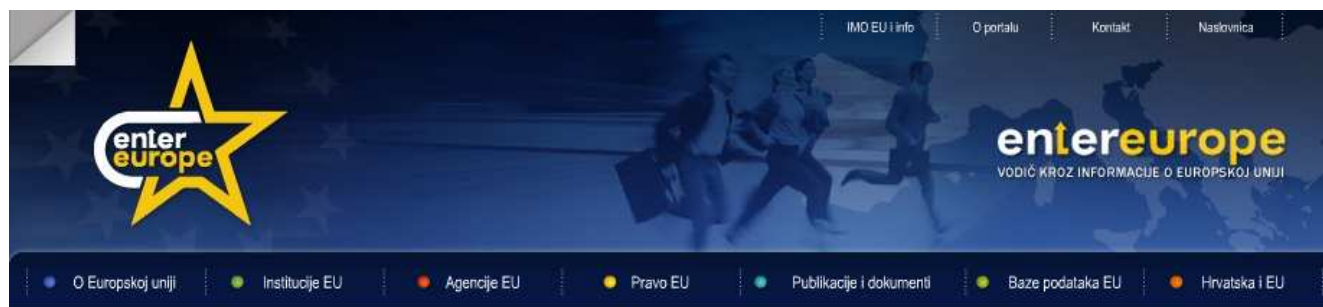 IMO EU i info
O portalu
Kontakt
Naslovnica
enter
europe
entereurope
VODIČ KROZ INFORMACIJE O EUROPSKOJ UNIJI
O Europskoj uniji
Institucije EU
Agencije EU
Pravo EU
Publikacije i dokumenti
Baze podataka EU
Hrvatska i EU